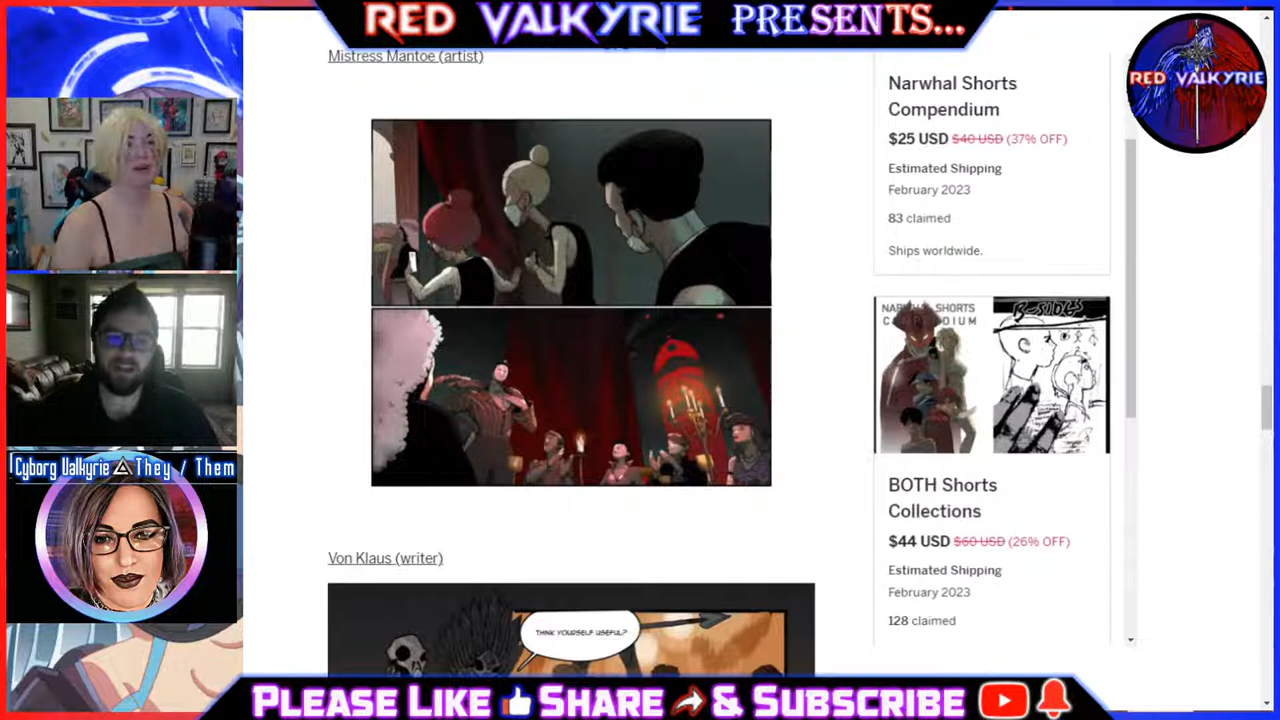 RED VALKYRIE PRESENTS...
RED VALKYRIE
Mistress Mantoe (artist)
Narwhal Shorts
Compendium
$25 USD $40 USD (37% OFF)
Estimated Shipping
February 2023
83 claimed
Ships worldwide.
NARWHAL SHORTS
COMPENDIUM
B-SIDES
BOTH Shorts
Collections
$44 USD $60 USD (26% OFF)
Estimated Shipping
February 2023
128 claimed
Cyborg Valkyrie They / Them
Von Klaus (writer)
THINK YOURSELF USEFUL?
PLEASE LIKE SHARE & SUBSCRIBE